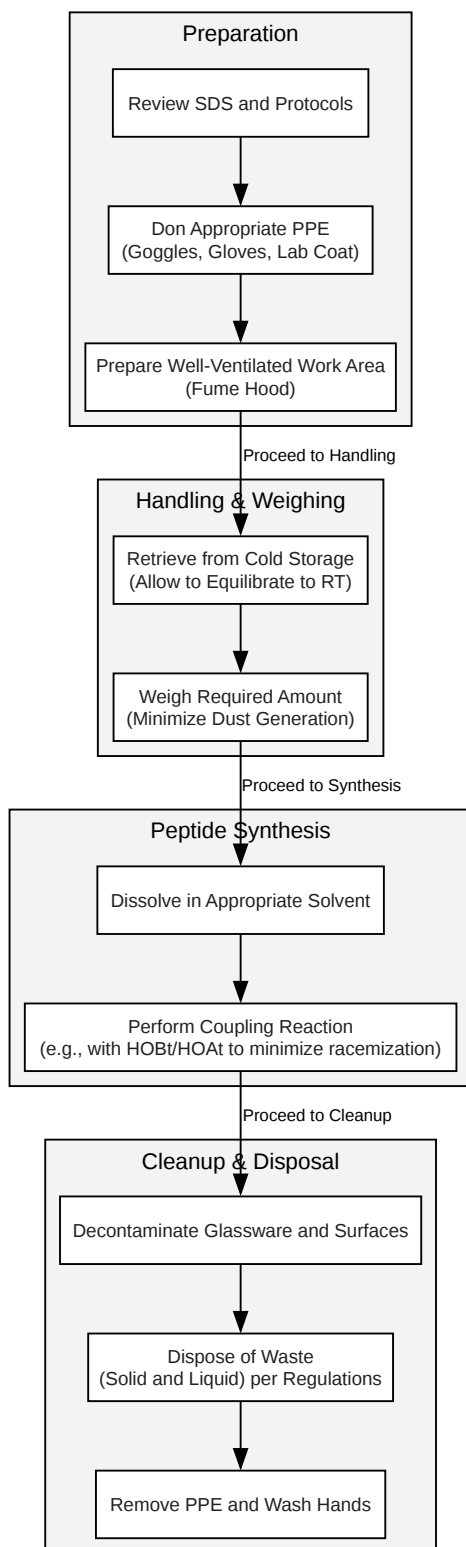 Preparation
Review SDS and Protocols
Don Appropriate PPE
(Goggles, Gloves, Lab Coat)
Prepare Well-Ventilated Work Area
(Fume Hood)
Proceed to Handling
Handling & Weighing
Retrieve from Cold Storage
(Allow to Equilibrate to RT)
Weigh Required Amount
(Minimize Dust Generation)
Proceed to Synthesis
Peptide Synthesis
Dissolve in Appropriate Solvent
Perform Coupling Reaction
(e.g., with HOBt/HOAt to minimize racemization)
Proceed to Cleanup
Cleanup & Disposal
Decontaminate Glassware and Surfaces
Dispose of Waste
(Solid and Liquid) per Regulations
Remove PPE and Wash Hands